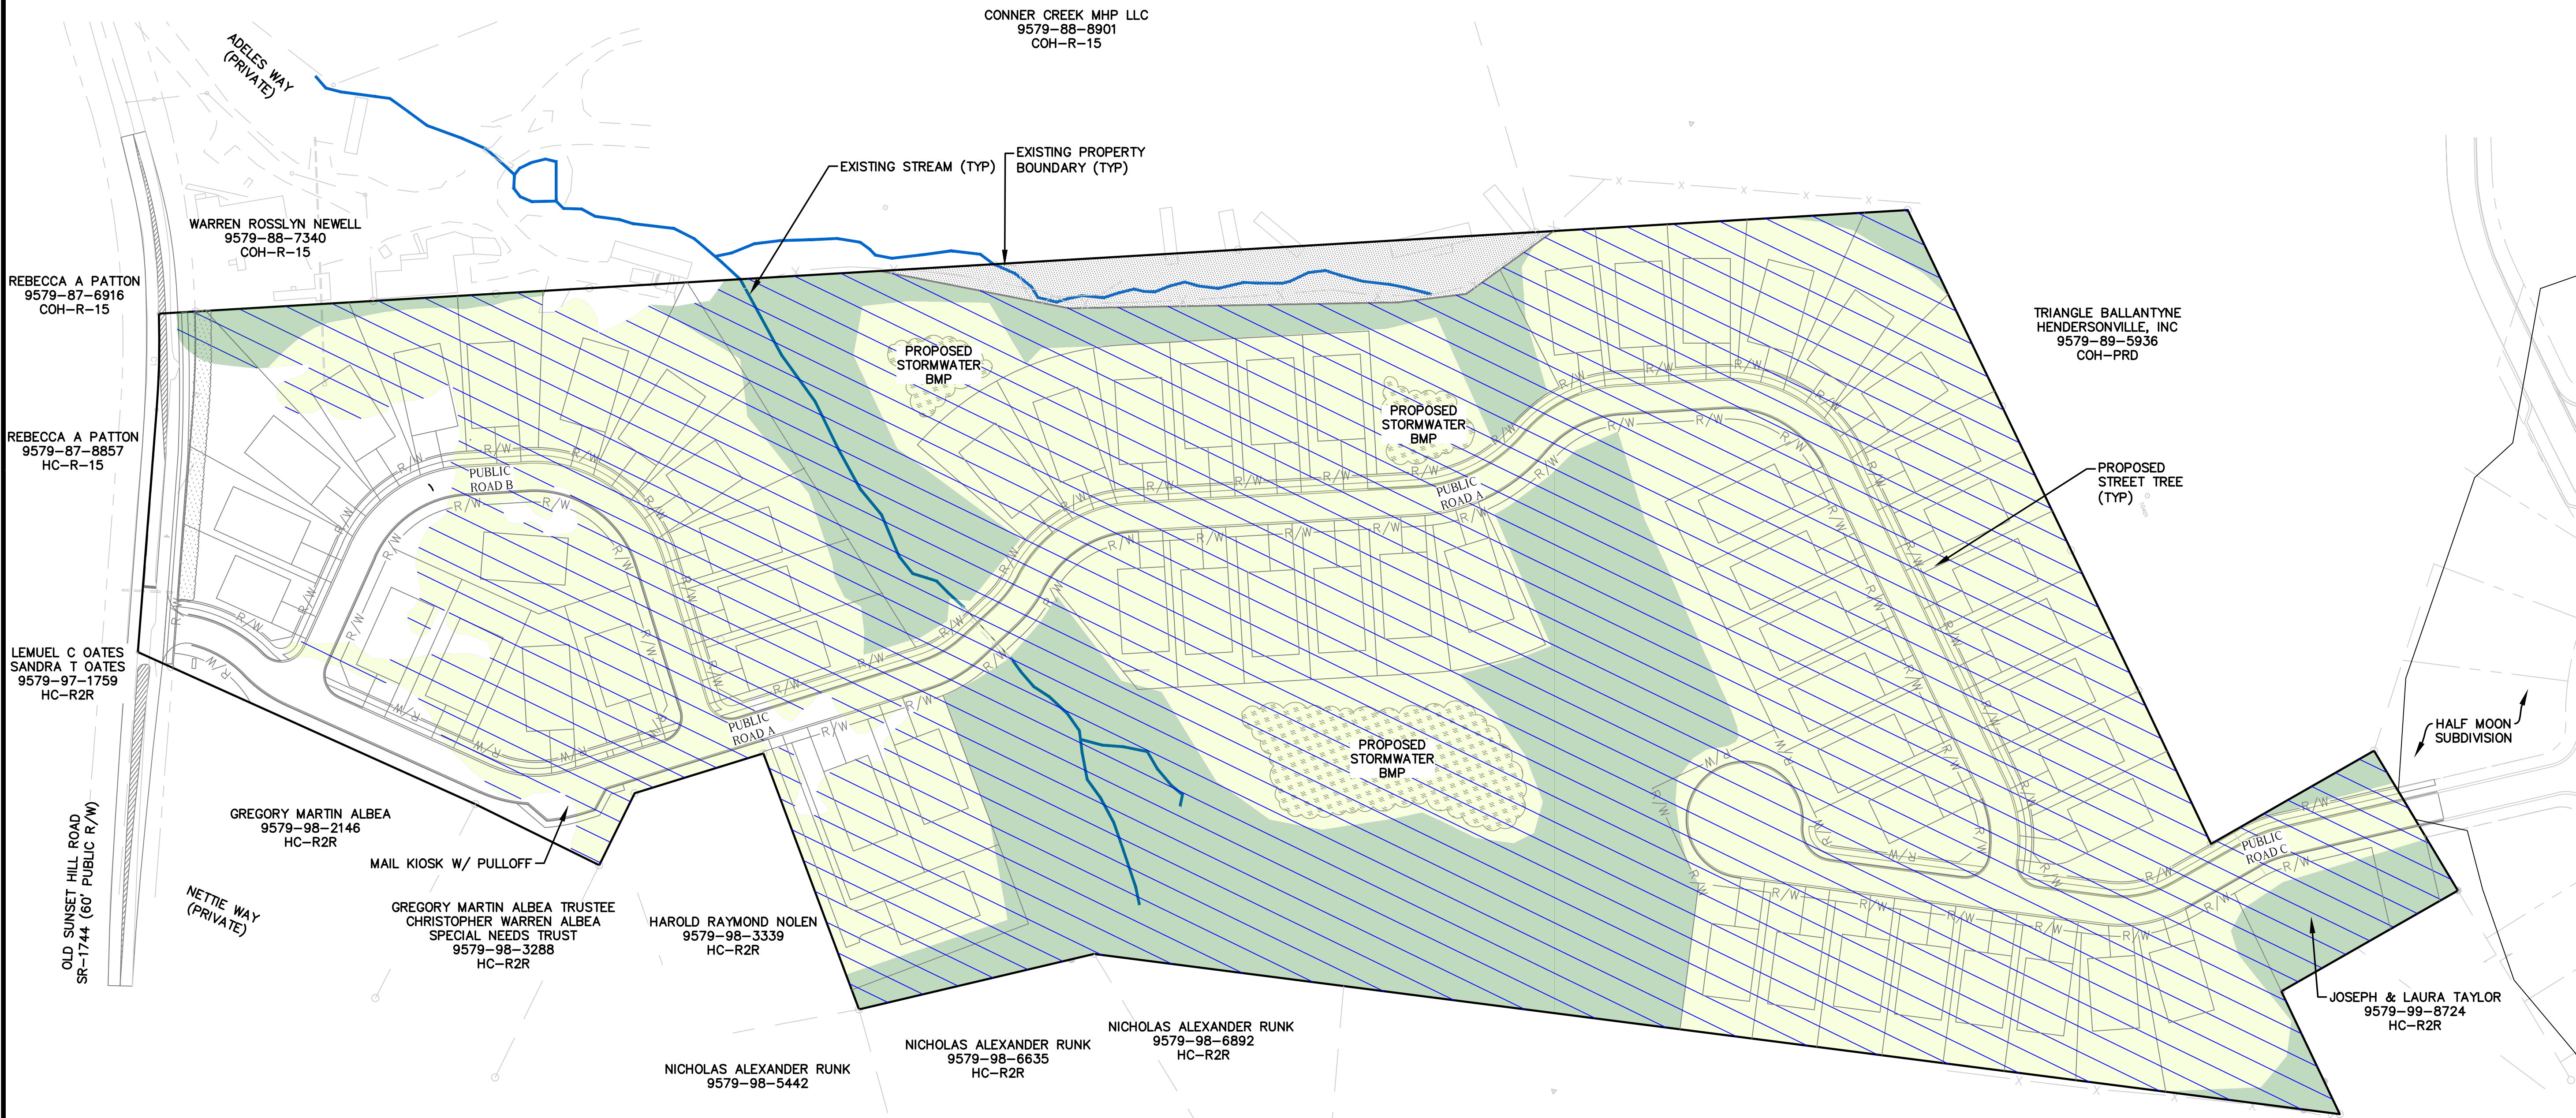 CONNER CREEK MHP LLC
9579-88-8901
COH-R-15
ADELES WAY
(PRIVATE)
EXISTING STREAM (TYP)
EXISTING PROPERTY
BOUNDARY (TYP)
WARREN ROSSLYN NEWELL
9579-88-7340
COH-R-15
REBECCA A PATTON
9579-87-6916
COH-R-15
TRIANGLE BALLANTYNE
HENDERSONVILLE, INC
9579-89-5936
COH-PRD
PROPOSED
STORMWATER
BMP
PROPOSED
STORMWATER
BMP
REBECCA A PATTON
9579-87-8857
HC-R-15
PUBLIC
ROAD B
PUBLIC
ROAD A
PROPOSED
STREET TREE
(TYP)
LEMUEL C OATES
SANDRA T OATES
9579-97-1759
HC-R2R
PUBLIC
ROAD A
PROPOSED
STORMWATER
BMP
HALF MOON
SUBDIVISION
PUBLIC
ROAD C
OLD SUNSET HILL ROAD
SR-1744 (60' PUBLIC R/W)
GREGORY MARTIN ALBEA
9579-98-2146
HC-R2R
MAIL KIOSK W/ PULLOFF
NETTIE WAY
(PRIVATE)
GREGORY MARTIN ALBEA TRUSTEE
CHRISTOPHER WARREN ALBEA
SPECIAL NEEDS TRUST
9579-98-3288
HC-R2R
HAROLD RAYMOND NOLEN
9579-98-3339
HC-R2R
NICHOLAS ALEXANDER RUNK
9579-98-5442
NICHOLAS ALEXANDER RUNK
9579-98-6635
HC-R2R
NICHOLAS ALEXANDER RUNK
9579-98-6892
HC-R2R
JOSEPH & LAURA TAYLOR
9579-99-8724
HC-R2R
R/W
R/W
R/W
R/W
R/W
R/W
R/W
R/W
R/W
R/W